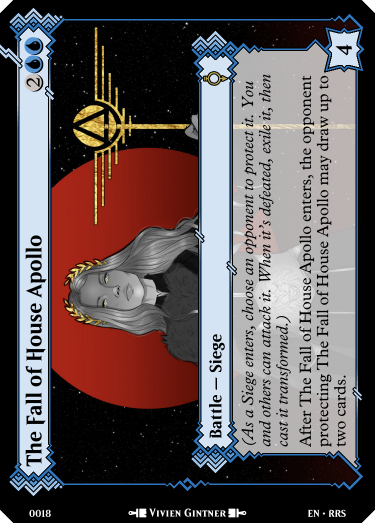 The Fall of House Apollo
2
Battle – Siege
(As a Siege enters, choose an opponent to protect it. You
and others can attack it. When it's defeated, exile it, then
cast it transformed.)
After The Fall of House Apollo enters, the opponent
protecting The Fall of House Apollo may draw up to
two cards.
4
0018
Vivien Gintner
EN • RRS